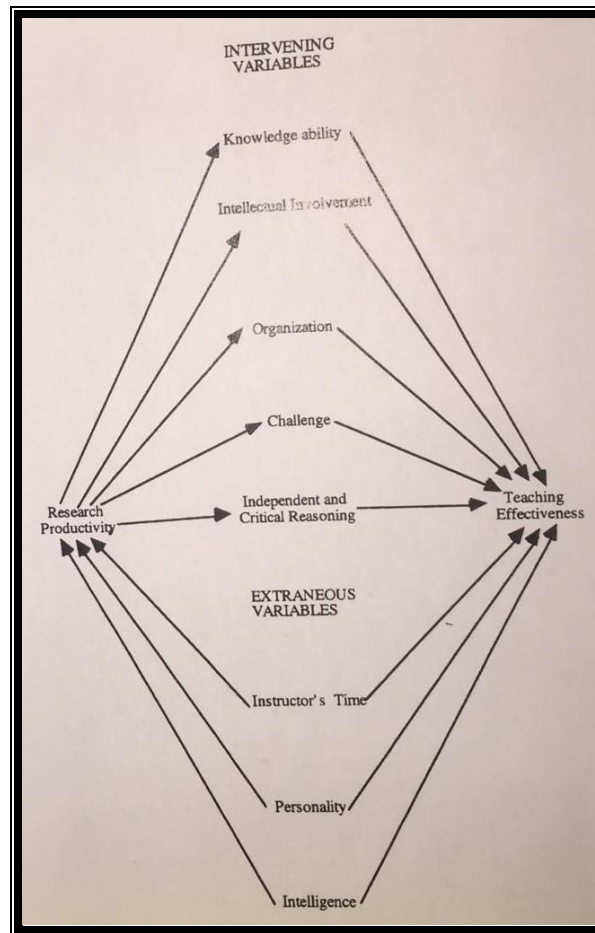 INTERVENING
VARIABLES
Knowledge ability
Intellectual Involvement
Organization
Challenge
Research
Productivity
Independent and
Critical Reasoning
Teaching
Effectiveness
EXTRANEOUS
VARIABLES
Instructor's Time
Personality
Intelligence